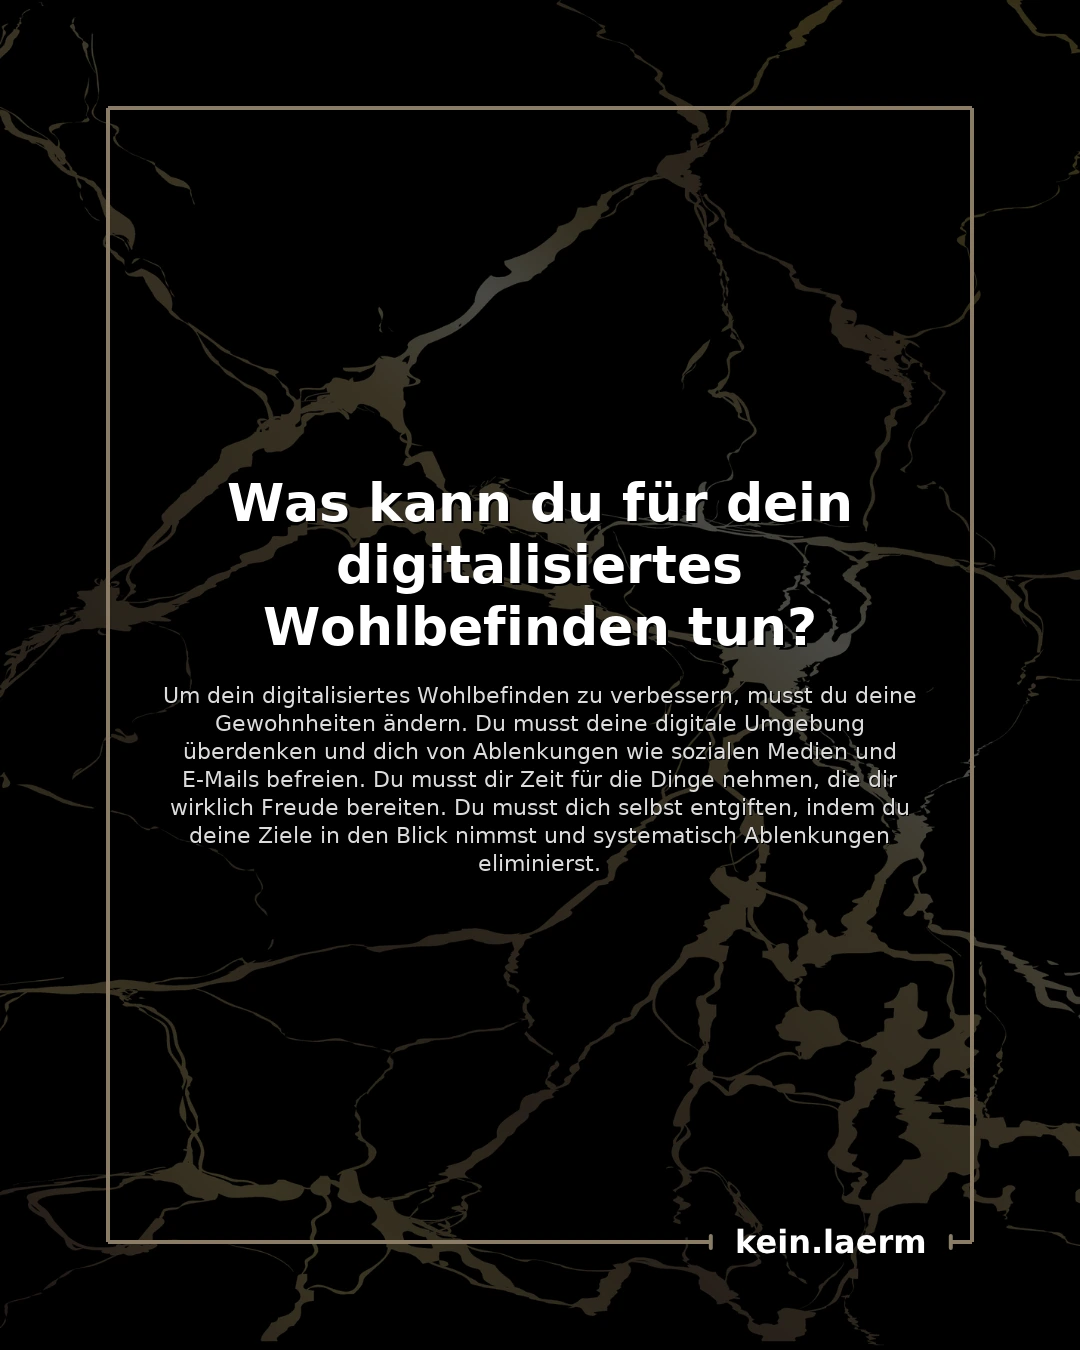 Was kann du für dein
digitalisiertes
Wohlbefinden tun?
Um dein digitalisiertes Wohlbefinden zu verbessern, musst du deine
Gewohnheiten ändern. Du musst deine digitale Umgebung
überdenken und dich von Ablenkungen wie sozialen Medien und
E-Mails befreien. Du musst dir Zeit für die Dinge nehmen, die dir
wirklich Freude bereiten. Du musst dich selbst entgiften, indem du
deine Ziele in den Blick nimmst und systematisch Ablenkungen
eliminierst.
kein.laerm